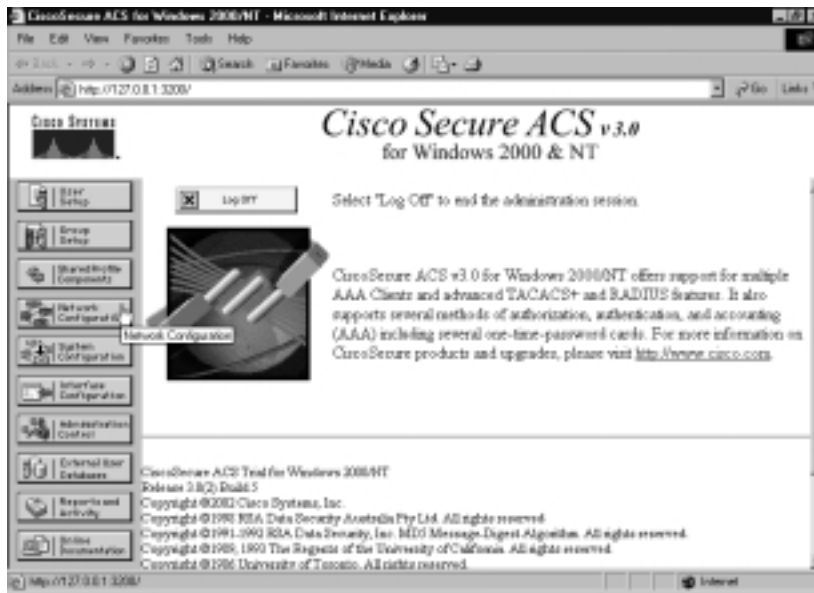 CiscoSecure ACS for Windows 2000/NT - Microsoft Internet Explorer
File Edit View Favorites Tools Help
Back Search Favorites Media
Address http://127.0.0.1:3208/ Go Links
CISCO SYSTEMS
Cisco Secure ACS v 3.0
for Windows 2000 & NT
User
Setup
Group
Setup
Shared Profile
Components
Network
Configurati
Network Configuration
System
Configuration
Interface
Configuration
Administration
Control
External User
Databases
Reports and
Activity
Online
Documentation
Log Off
Select "Log Off" to end the administration session.
CiscoSecure ACS v3.0 for Windows 2000/NT offers support for multiple
AAA Clients and advanced TACACS+ and RADIUS features. It also
supports several methods of authorization, authentication, and accounting
(AAA) including several one-time-password cards. For more information on
CiscoSecure products and upgrades, please visit http://www.cisco.com.
CiscoSecure ACS Trial for Windows 2000/NT
Release 3.0(2) Build 5
Copyright ©2002 Cisco Systems, Inc.
Copyright ©1998 RSA Data Security Australia Pty Ltd. All rights reserved.
Copyright ©1991-1992 RSA Data Security, Inc. MD5 Message-Digest Algorithm. All rights reserved.
Copyright ©1989, 1993 The Regents of the University of California. All rights reserved.
Copyright ©1986 University of Toronto. All rights reserved.
http://127.0.0.1:3208/
Internet